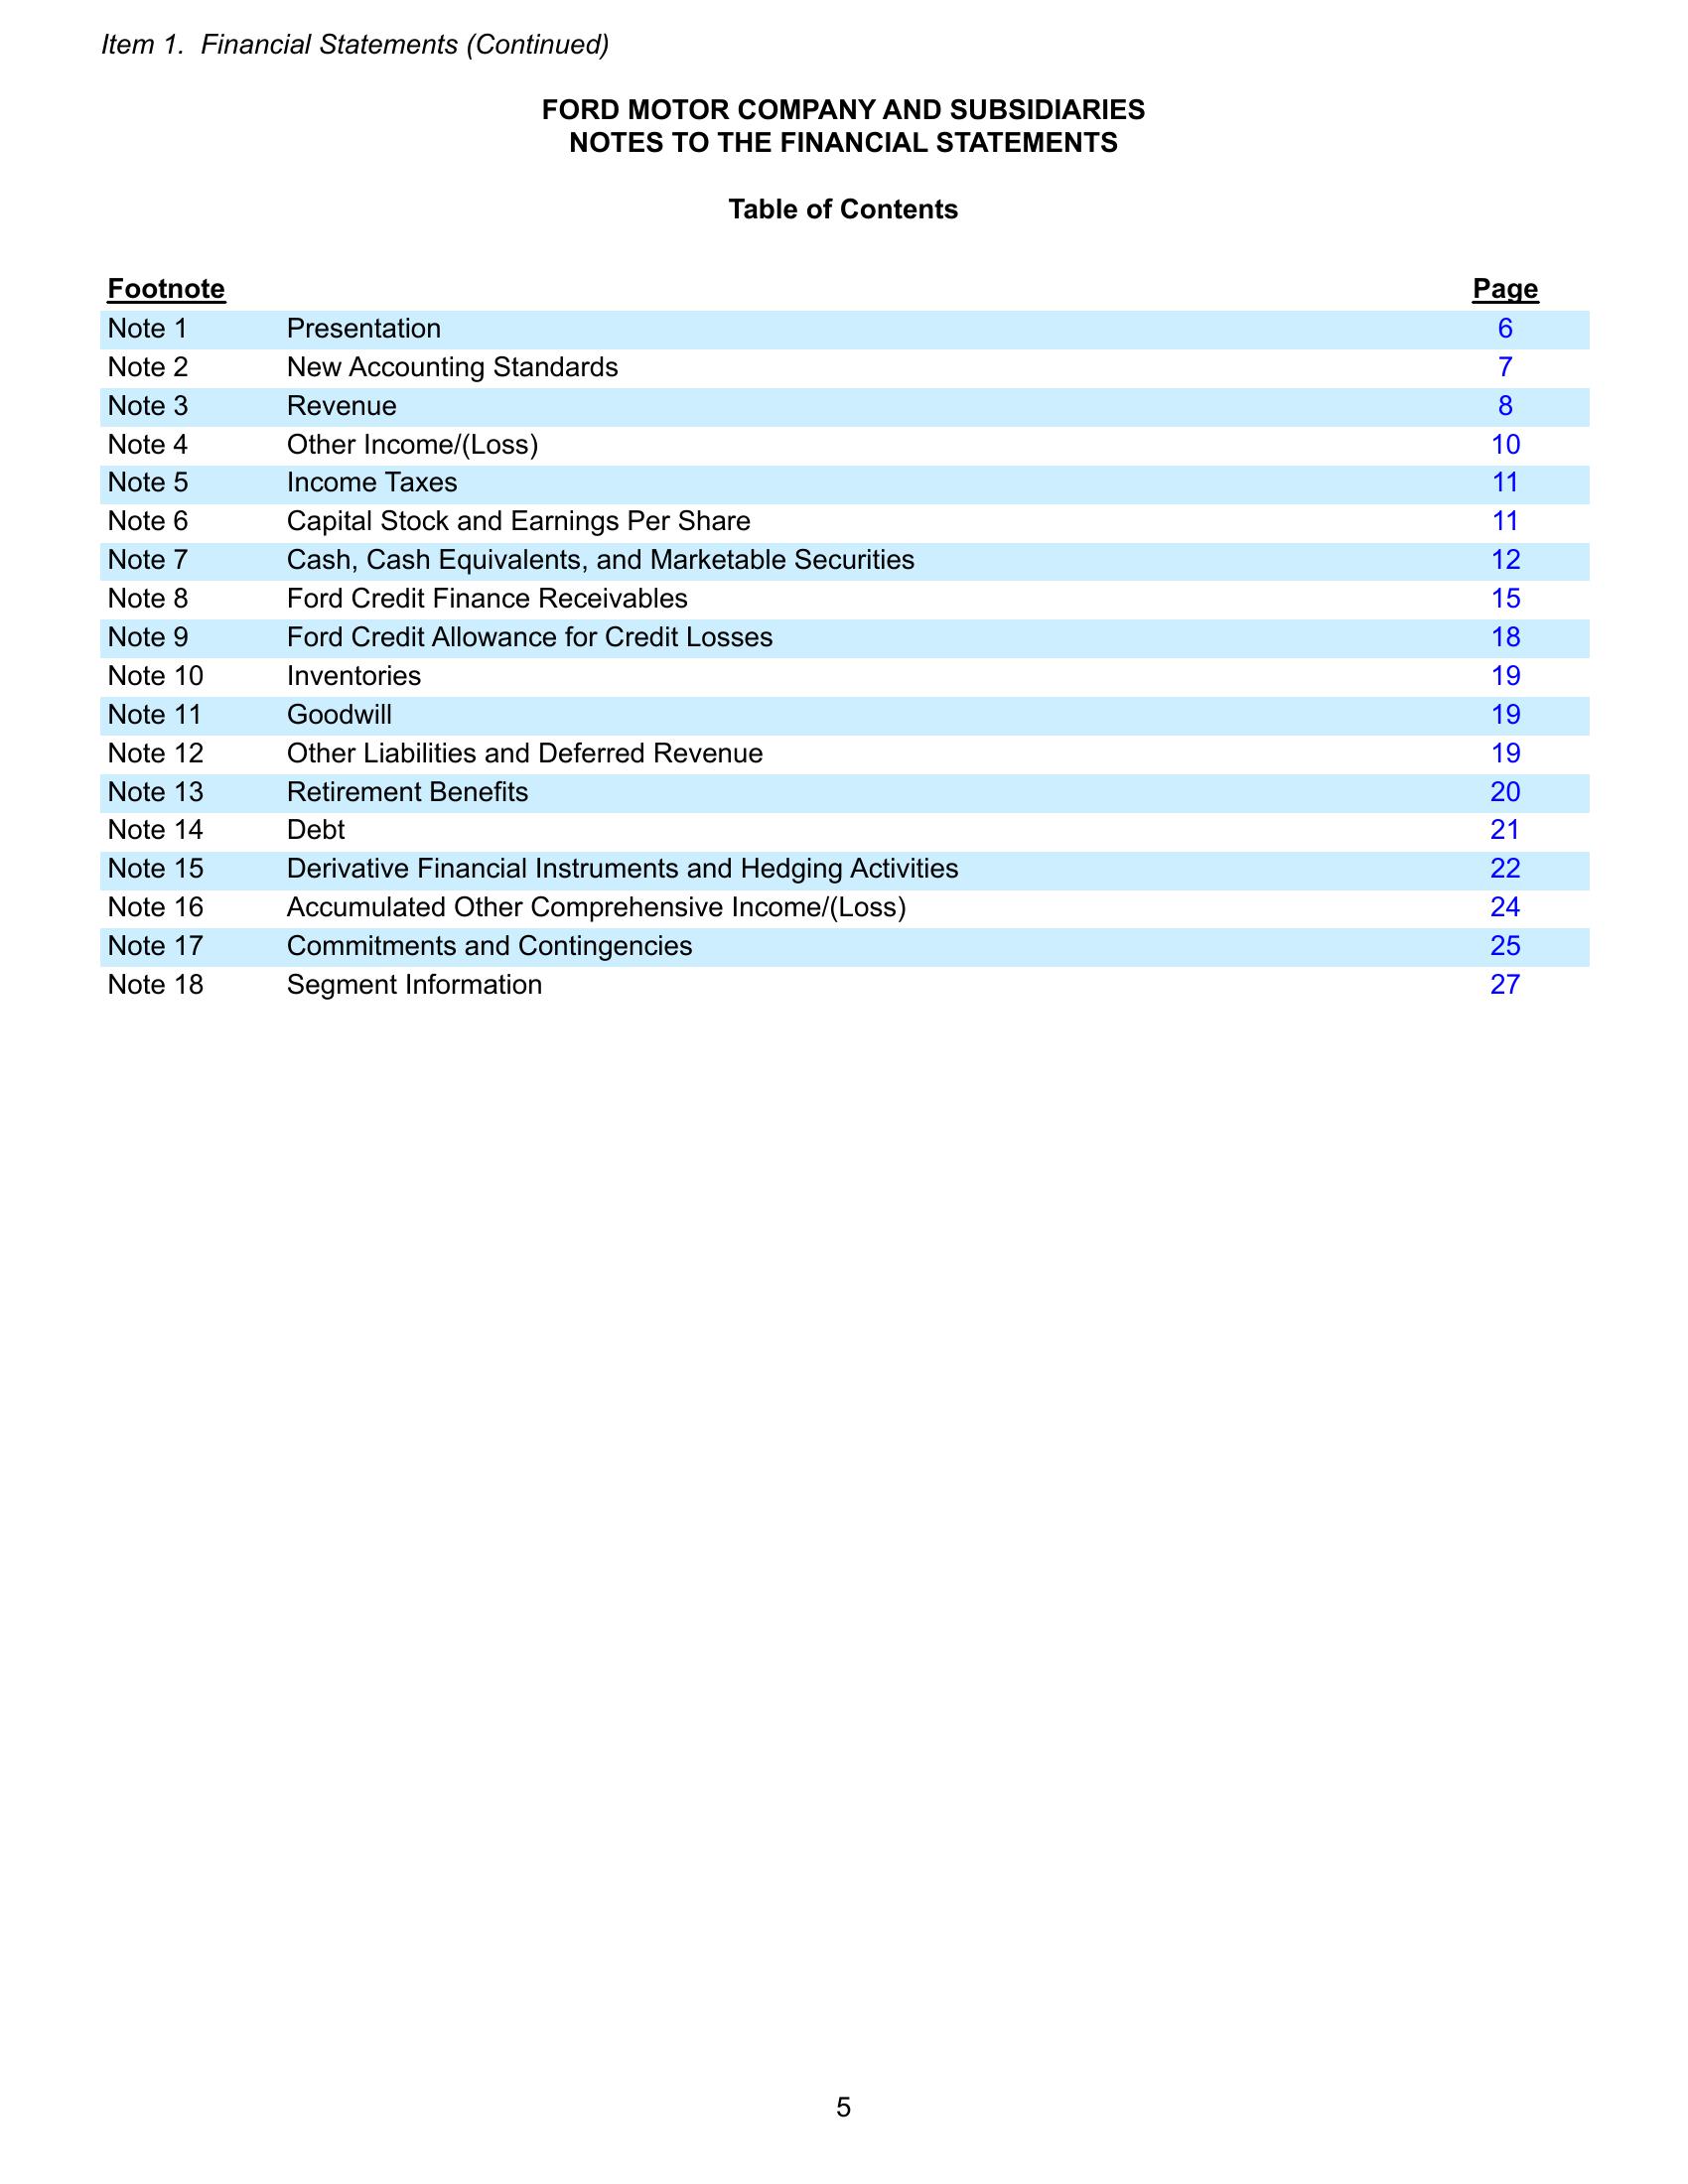 Item 1.  Financial Statements (Continued)
FORD MOTOR COMPANY AND SUBSIDIARIES
NOTES TO THE FINANCIAL STATEMENTS
Table of Contents
Footnote Page
Note 1 Presentation 6
Note 2 New Accounting Standards 7
Note 3 Revenue 8
Note 4 Other Income/(Loss) 10
Note 5 Income Taxes 11
Note 6 Capital Stock and Earnings Per Share 11
Note 7 Cash, Cash Equivalents, and Marketable Securities 12
Note 8 Ford Credit Finance Receivables 15
Note 9 Ford Credit Allowance for Credit Losses 18
Note 10 Inventories 19
Note 11 Goodwill 19
Note 12 Other Liabilities and Deferred Revenue 19
Note 13 Retirement Benefits 20
Note 14 Debt 21
Note 15 Derivative Financial Instruments and Hedging Activities 22
Note 16 Accumulated Other Comprehensive Income/(Loss) 24
Note 17 Commitments and Contingencies 25
Note 18 Segment Information 27
5